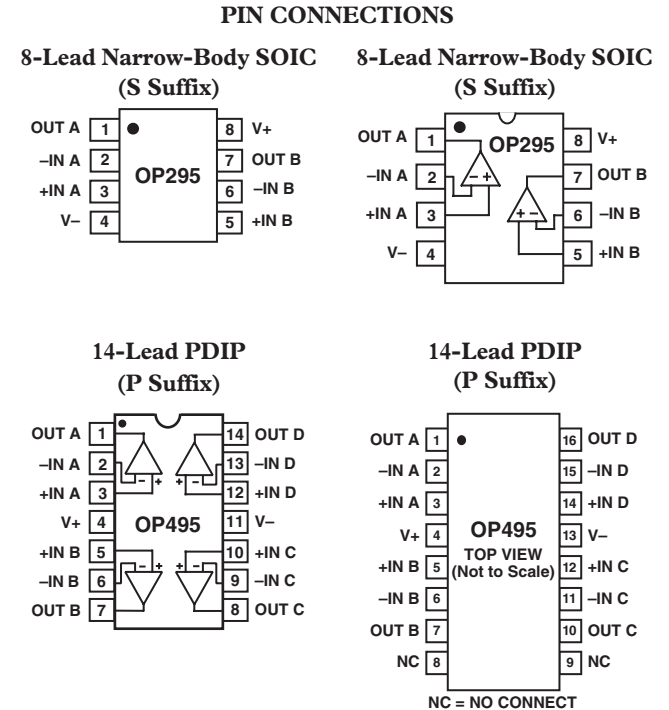 PIN CONNECTIONS
8-Lead Narrow-Body SOIC
(S Suffix)
OUT A 1 8 V+
–IN A 2 7 OUT B
OP295
+IN A 3 6 –IN B
V– 4 5 +IN B
8-Lead Narrow-Body SOIC
(S Suffix)
OUT A 1 OP295 8 V+
–IN A 2 – + 7 OUT B
+IN A 3 + – 6 –IN B
V– 4 5 +IN B
14-Lead PDIP
(P Suffix)
OUT A 1 14 OUT D
–IN A 2 – + – + 13 –IN D
+IN A 3 12 +IN D
V+ 4 OP495 11 V–
+IN B 5 10 +IN C
–IN B 6 – + – + 9 –IN C
OUT B 7 8 OUT C
14-Lead PDIP
(P Suffix)
OUT A 1 16 OUT D
–IN A 2 15 –IN D
+IN A 3 14 +IN D
V+ 4 OP495 13 V–
TOP VIEW
+IN B 5 (Not to Scale) 12 +IN C
–IN B 6 11 –IN C
OUT B 7 10 OUT C
NC 8 9 NC
NC = NO CONNECT